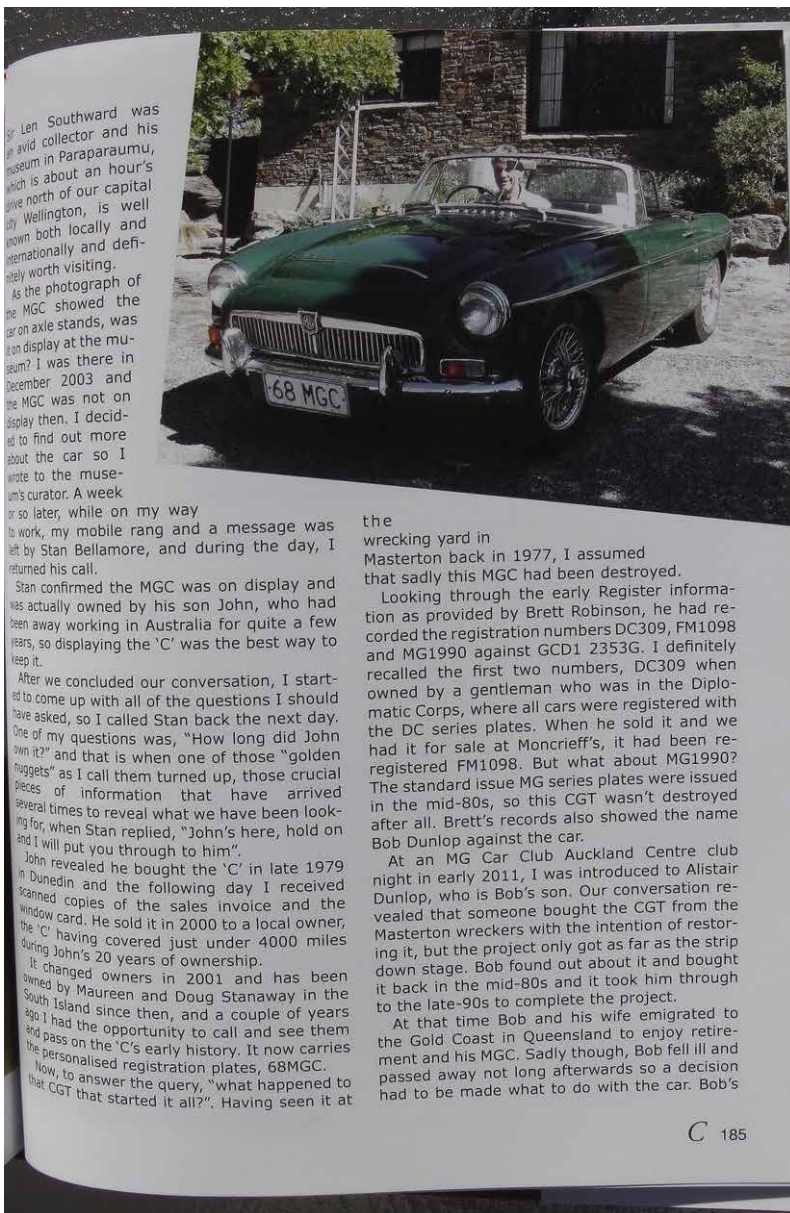 Sir Len Southward was
an avid collector and his
museum in Paraparaumu,
which is about an hour's
drive north of our capital
city Wellington, is well
known both locally and
internationally and defi-
nitely worth visiting.
As the photograph of
the MGC showed the
car on axle stands, was
it on display at the mu-
seum? I was there in
December 2003 and
the MGC was not on
display then. I decid-
ed to find out more
about the car so I
wrote to the muse-
um's curator. A week
or so later, while on my way
to work, my mobile rang and a message was
left by Stan Bellamore, and during the day, I
returned his call.
Stan confirmed the MGC was on display and
was actually owned by his son John, who had
been away working in Australia for quite a few
years, so displaying the 'C' was the best way to
keep it.
After we concluded our conversation, I start-
ed to come up with all of the questions I should
have asked, so I called Stan back the next day.
One of my questions was, "How long did John
own it?" and that is when one of those "golden
nuggets" as I call them turned up, those crucial
pieces of information that have arrived
several times to reveal what we have been look-
ing for, when Stan replied, "John's here, hold on
and I will put you through to him".
John revealed he bought the 'C' in late 1979
in Dunedin and the following day I received
scanned copies of the sales invoice and the
window card. He sold it in 2000 to a local owner,
the 'C' having covered just under 4000 miles
during John's 20 years of ownership.
It changed owners in 2001 and has been
owned by Maureen and Doug Stanaway in the
South Island since then, and a couple of years
ago I had the opportunity to call and see them
and pass on the 'C's early history. It now carries
the personalised registration plates, 68MGC.
Now, to answer the query, "what happened to
that CGT that started it all?". Having seen it at
MG
68 MGC
the
wrecking yard in
Masterton back in 1977, I assumed
that sadly this MGC had been destroyed.
Looking through the early Register informa-
tion as provided by Brett Robinson, he had re-
corded the registration numbers DC309, FM1098
and MG1990 against GCD1 2353G. I definitely
recalled the first two numbers, DC309 when
owned by a gentleman who was in the Diplo-
matic Corps, where all cars were registered with
the DC series plates. When he sold it and we
had it for sale at Moncrieff's, it had been re-
registered FM1098. But what about MG1990?
The standard issue MG series plates were issued
in the mid-80s, so this CGT wasn't destroyed
after all. Brett's records also showed the name
Bob Dunlop against the car.
At an MG Car Club Auckland Centre club
night in early 2011, I was introduced to Alistair
Dunlop, who is Bob's son. Our conversation re-
vealed that someone bought the CGT from the
Masterton wreckers with the intention of restor-
ing it, but the project only got as far as the strip
down stage. Bob found out about it and bought
it back in the mid-80s and it took him through
to the late-90s to complete the project.
At that time Bob and his wife emigrated to
the Gold Coast in Queensland to enjoy retire-
ment and his MGC. Sadly though, Bob fell ill and
passed away not long afterwards so a decision
had to be made what to do with the car. Bob's
C 185